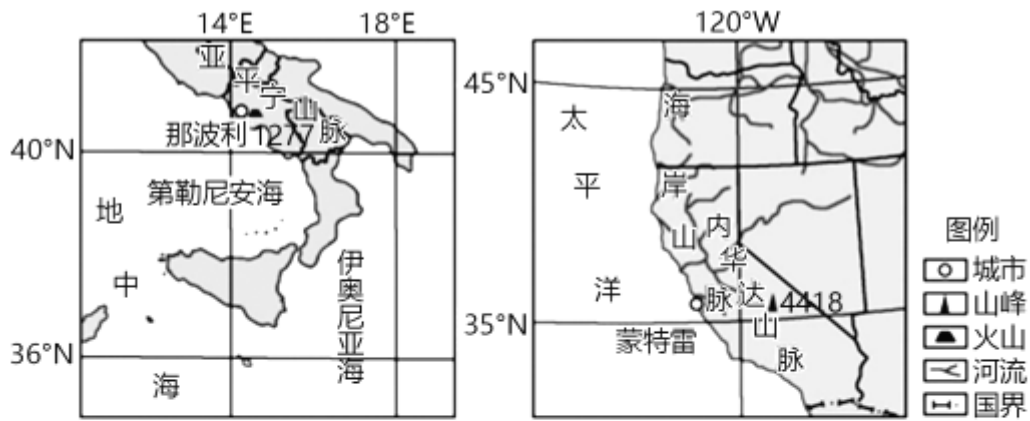 14°E 18°E
亚平宁山脉
那波利 1277
40°N
第勒尼安海
地中海
伊奥尼亚海
36°N
120°W
45°N
太平洋
海岸山脉
内华达山脉
4418
35°N
蒙特雷
图例
城市
山峰
火山
河流
国界